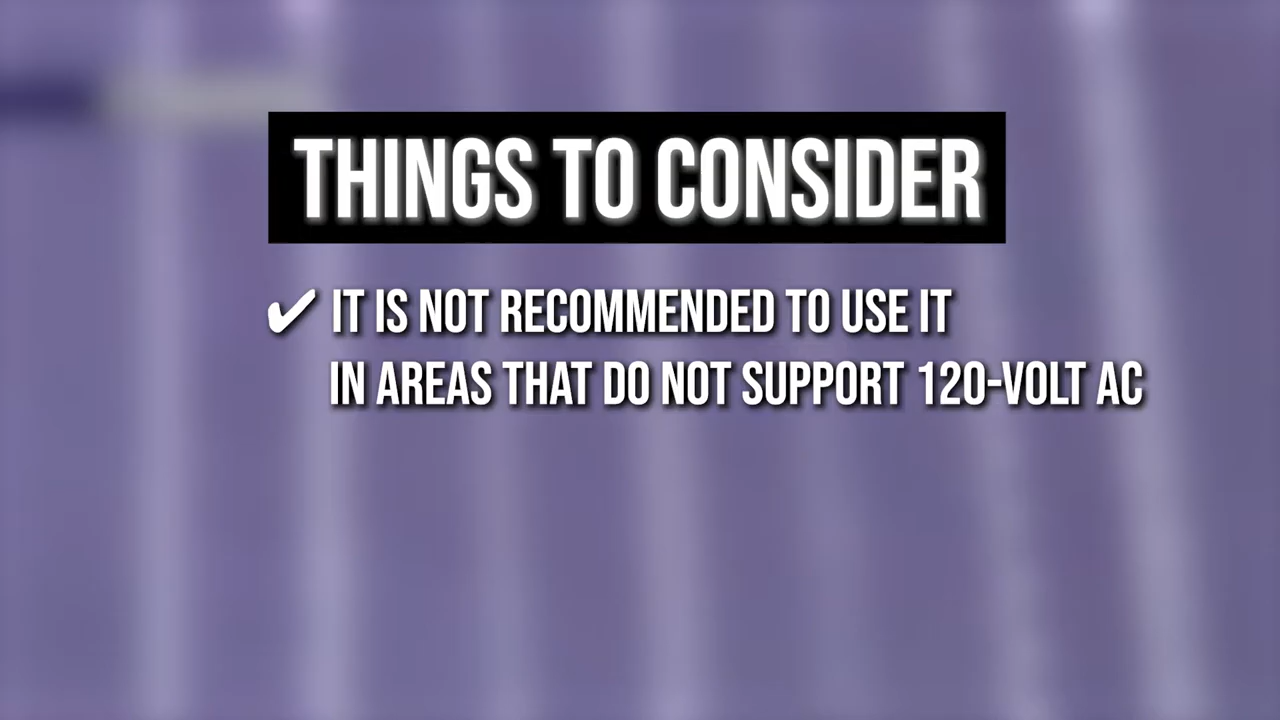 THINGS TO CONSIDER
✔ IT IS NOT RECOMMENDED TO USE IT
IN AREAS THAT DO NOT SUPPORT 120-VOLT AC